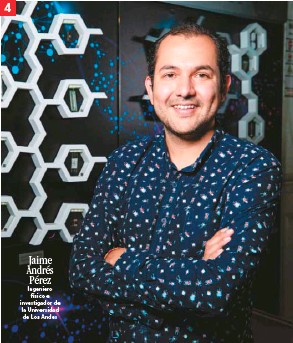 4
Jaime
Andrés
Pérez
Ingeniero
físico e
investigador de
la Universidad
de Los Andes